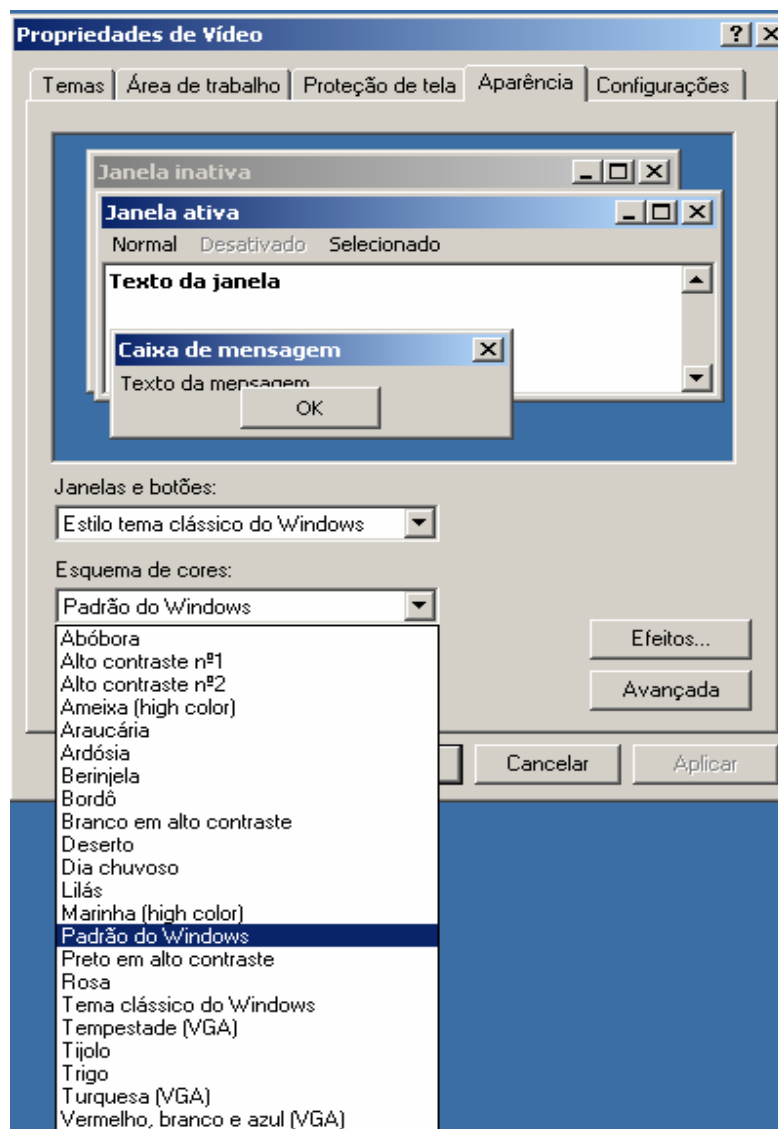 Propriedades de Vídeo
Temas Área de trabalho Proteção de tela Aparência Configurações
Janela inativa
Janela ativa
Normal Desativado Selecionado
Texto da janela
Caixa de mensagem
Texto da mensagem
OK
Janelas e botões:
Estilo tema clássico do Windows
Esquema de cores:
Padrão do Windows
Efeitos...
Avançada
Cancelar Aplicar
Abóbora
Alto contraste nº1
Alto contraste nº2
Ameixa (high color)
Araucária
Ardósia
Berinjela
Bordô
Branco em alto contraste
Deserto
Dia chuvoso
Lilás
Marinha (high color)
Padrão do Windows
Preto em alto contraste
Rosa
Tema clássico do Windows
Tempestade (VGA)
Tijolo
Trigo
Turquesa (VGA)
Vermelho, branco e azul (VGA)